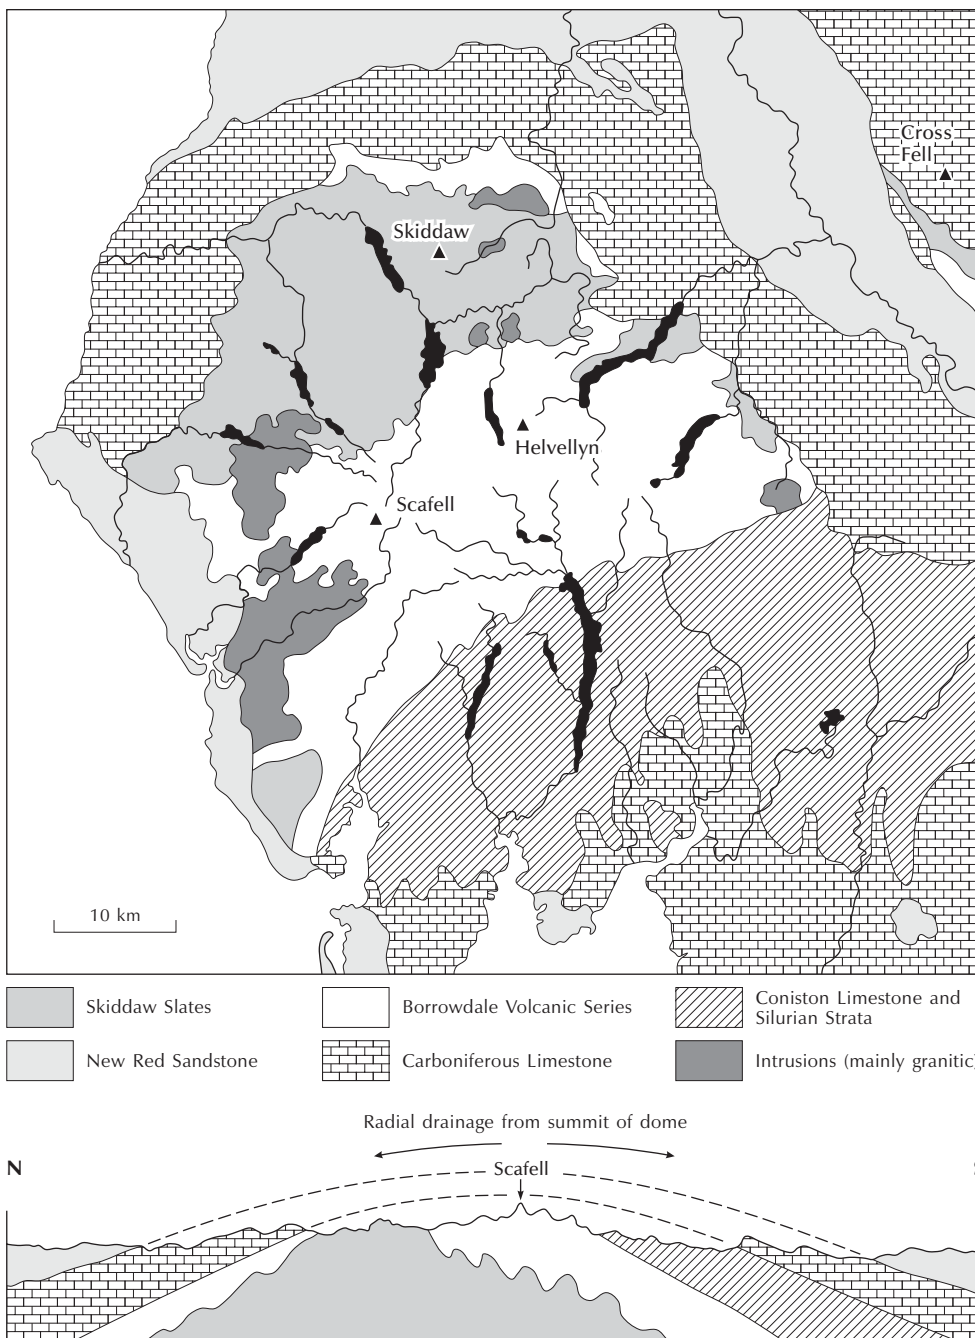 Cross
Fell
Skiddaw
Helvellyn
Scafell
10 km
Skiddaw Slates
Borrowdale Volcanic Series
Coniston Limestone and
Silurian Strata
New Red Sandstone
Carboniferous Limestone
Intrusions (mainly granitic)
Radial drainage from summit of dome
N
Scafell